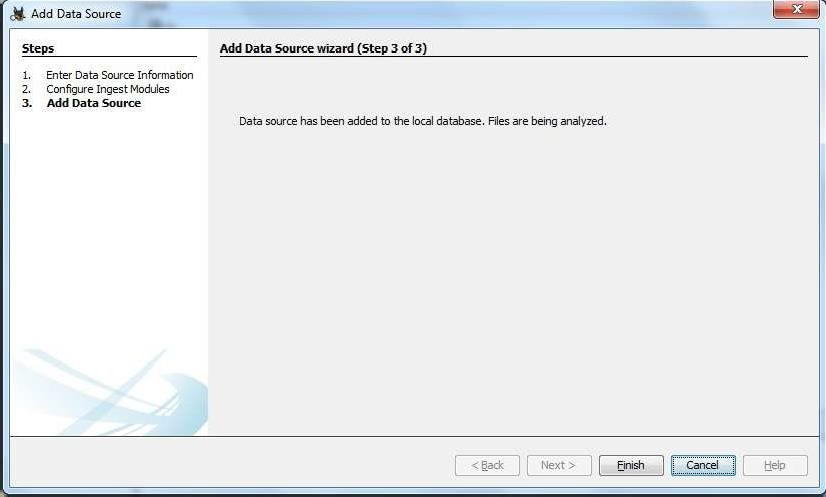 Add Data Source
Steps
1. Enter Data Source Information
2. Configure Ingest Modules
3. Add Data Source
Add Data Source wizard (Step 3 of 3)
Data source has been added to the local database. Files are being analyzed.
< Back Next > Finish Cancel Help